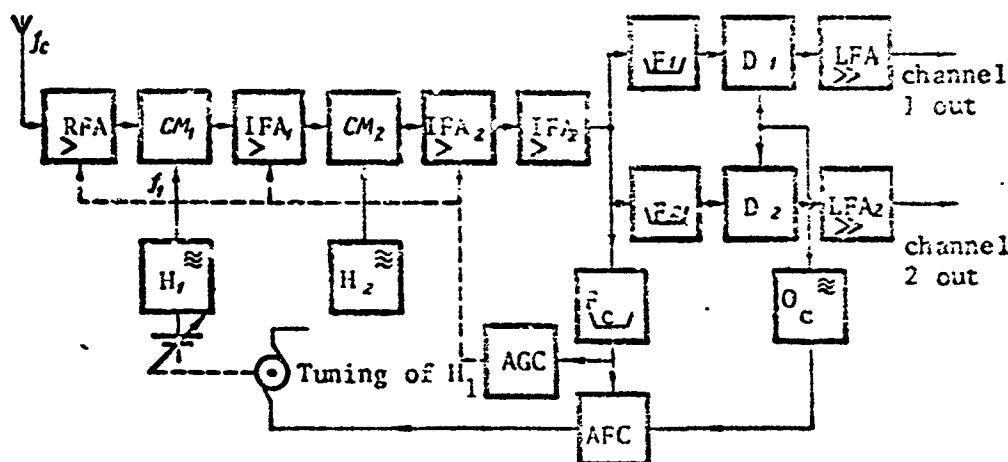 f_c
RFA
>
CM_1
IFA_1
>
CM_2
IFA_2
>
IFA_2
>
F_1
D_1
LFA
>>
channel
1 out
f_1
D_2
LFA_2
>>
channel
2 out
H_1
≋
H_2
≋
F_c
O_c
≋
Tuning of H_1
AGC
AFC